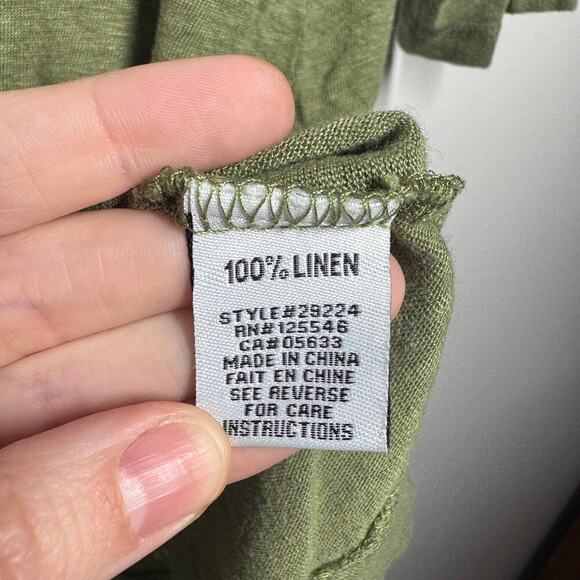 100% LINEN
STYLE#29224
RN#125546
CA#05633
MADE IN CHINA
FAIT EN CHINE
SEE REVERSE
FOR CARE
INSTRUCTIONS